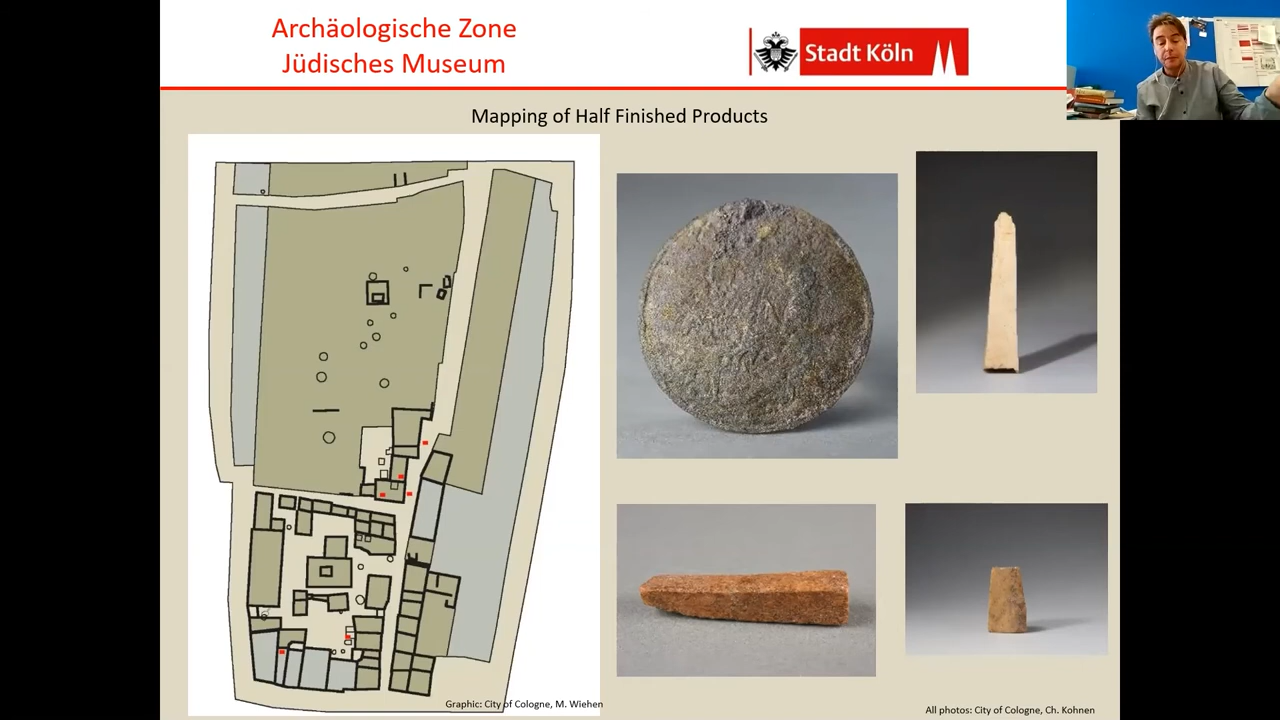 Archäologische Zone
Jüdisches Museum
Stadt Köln
Mapping of Half Finished Products
Graphic: City of Cologne, M. Wiehen
All photos: City of Cologne, Ch. Kohnen